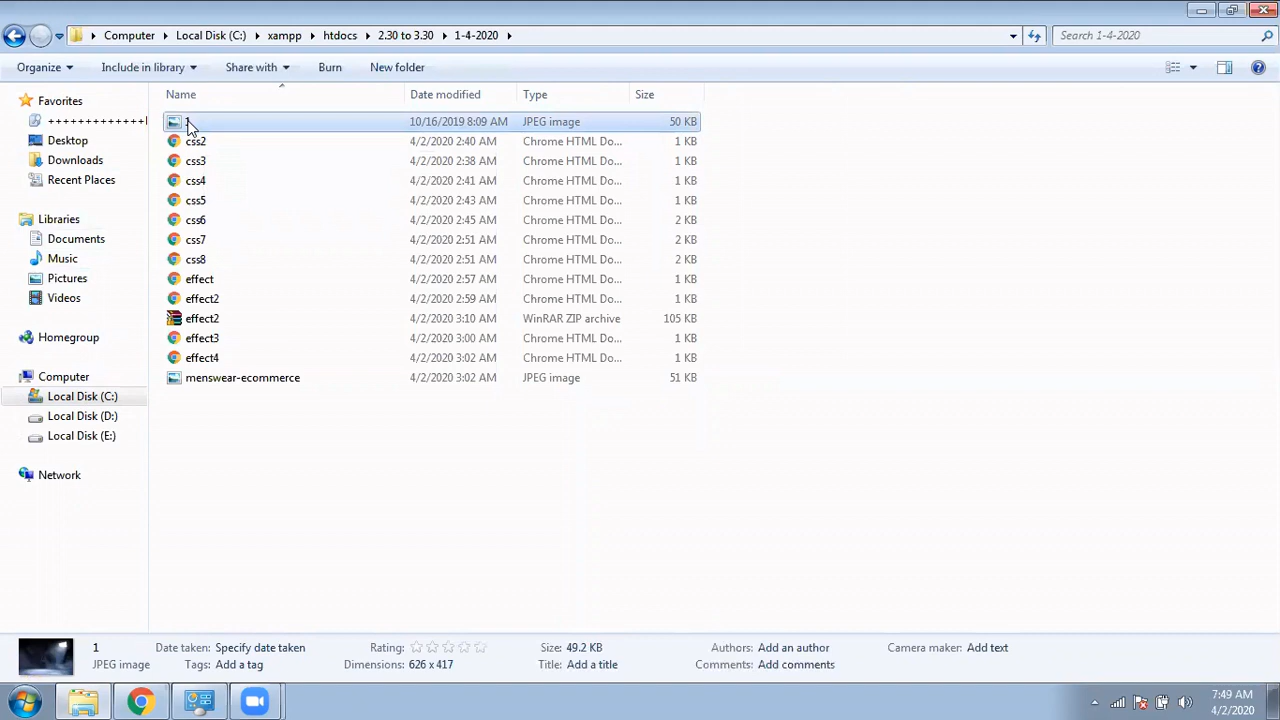 Computer Local Disk (C:) xampp htdocs 2.30 to 3.30 1-4-2020 Search 1-4-2020
Organize Include in library Share with Burn New folder
Name Date modified Type Size
Favorites
+++++++++++++
Desktop
Downloads
Recent Places
Libraries
Documents
Music
Pictures
Videos
Homegroup
Computer
Local Disk (C:)
Local Disk (D:)
Local Disk (E:)
Network
1 10/16/2019 8:09 AM JPEG image 50 KB
css2 4/2/2020 2:40 AM Chrome HTML Do... 1 KB
css3 4/2/2020 2:38 AM Chrome HTML Do... 1 KB
css4 4/2/2020 2:41 AM Chrome HTML Do... 1 KB
css5 4/2/2020 2:43 AM Chrome HTML Do... 1 KB
css6 4/2/2020 2:45 AM Chrome HTML Do... 2 KB
css7 4/2/2020 2:51 AM Chrome HTML Do... 2 KB
css8 4/2/2020 2:51 AM Chrome HTML Do... 2 KB
effect 4/2/2020 2:57 AM Chrome HTML Do... 1 KB
effect2 4/2/2020 2:59 AM Chrome HTML Do... 1 KB
effect2 4/2/2020 3:10 AM WinRAR ZIP archive 105 KB
effect3 4/2/2020 3:00 AM Chrome HTML Do... 1 KB
effect4 4/2/2020 3:02 AM Chrome HTML Do... 1 KB
menswear-ecommerce 4/2/2020 3:02 AM JPEG image 51 KB
1 Date taken: Specify date taken Rating: Size: 49.2 KB Authors: Add an author Camera maker: Add text
JPEG image Tags: Add a tag Dimensions: 626 x 417 Title: Add a title Comments: Add comments
7:49 AM
4/2/2020